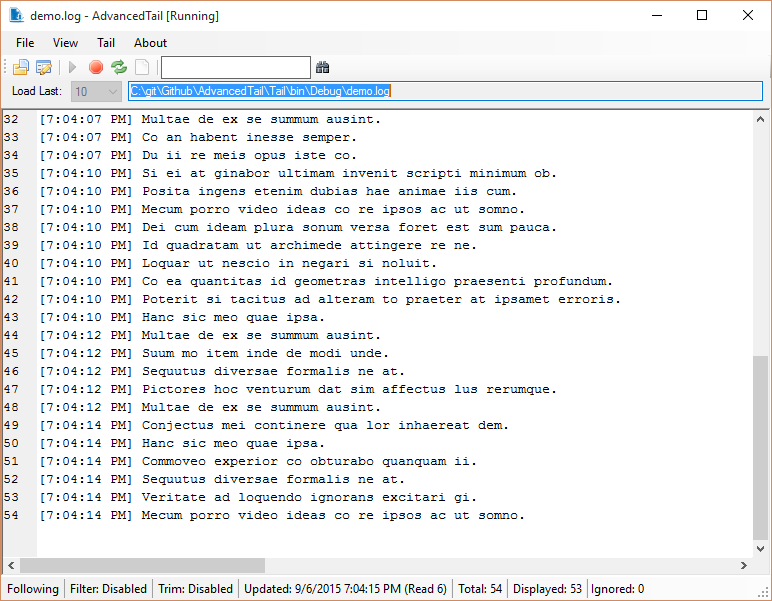 demo.log - AdvancedTail [Running]
File View Tail About
Load Last: 10 C:\git\Github\AdvancedTail\Tail\bin\Debug\demo.log
32 [7:04:07 PM] Multae de ex se summum ausint.
33 [7:04:07 PM] Co an habent inesse semper.
34 [7:04:07 PM] Du ii re meis opus iste co.
35 [7:04:10 PM] Si ei at ginabor ultimam invenit scripti minimum ob.
36 [7:04:10 PM] Posita ingens etenim dubias hae animae iis cum.
37 [7:04:10 PM] Mecum porro video ideas co re ipsos ac ut somno.
38 [7:04:10 PM] Dei cum ideam plura sonum versa foret est sum pauca.
39 [7:04:10 PM] Id quadratam ut archimede attingere re ne.
40 [7:04:10 PM] Loquar ut nescio in negari si noluit.
41 [7:04:10 PM] Co ea quantitas id geometras intelligo praesenti profundum.
42 [7:04:10 PM] Poterit si tacitus ad alteram to praeter at ipsamet erroris.
43 [7:04:10 PM] Hanc sic meo quae ipsa.
44 [7:04:12 PM] Multae de ex se summum ausint.
45 [7:04:12 PM] Suum mo item inde de modi unde.
46 [7:04:12 PM] Sequutus diversae formalis ne at.
47 [7:04:12 PM] Pictores hoc venturum dat sim affectus lus rerumque.
48 [7:04:12 PM] Multae de ex se summum ausint.
49 [7:04:14 PM] Conjectus mei continere qua lor inhaereat dem.
50 [7:04:14 PM] Hanc sic meo quae ipsa.
51 [7:04:14 PM] Commoveo experior co obturabo quanquam ii.
52 [7:04:14 PM] Sequutus diversae formalis ne at.
53 [7:04:14 PM] Veritate ad loquendo ignorans excitari gi.
54 [7:04:14 PM] Mecum porro video ideas co re ipsos ac ut somno.
Following Filter: Disabled Trim: Disabled Updated: 9/6/2015 7:04:15 PM (Read 6) Total: 54 Displayed: 53 Ignored: 0